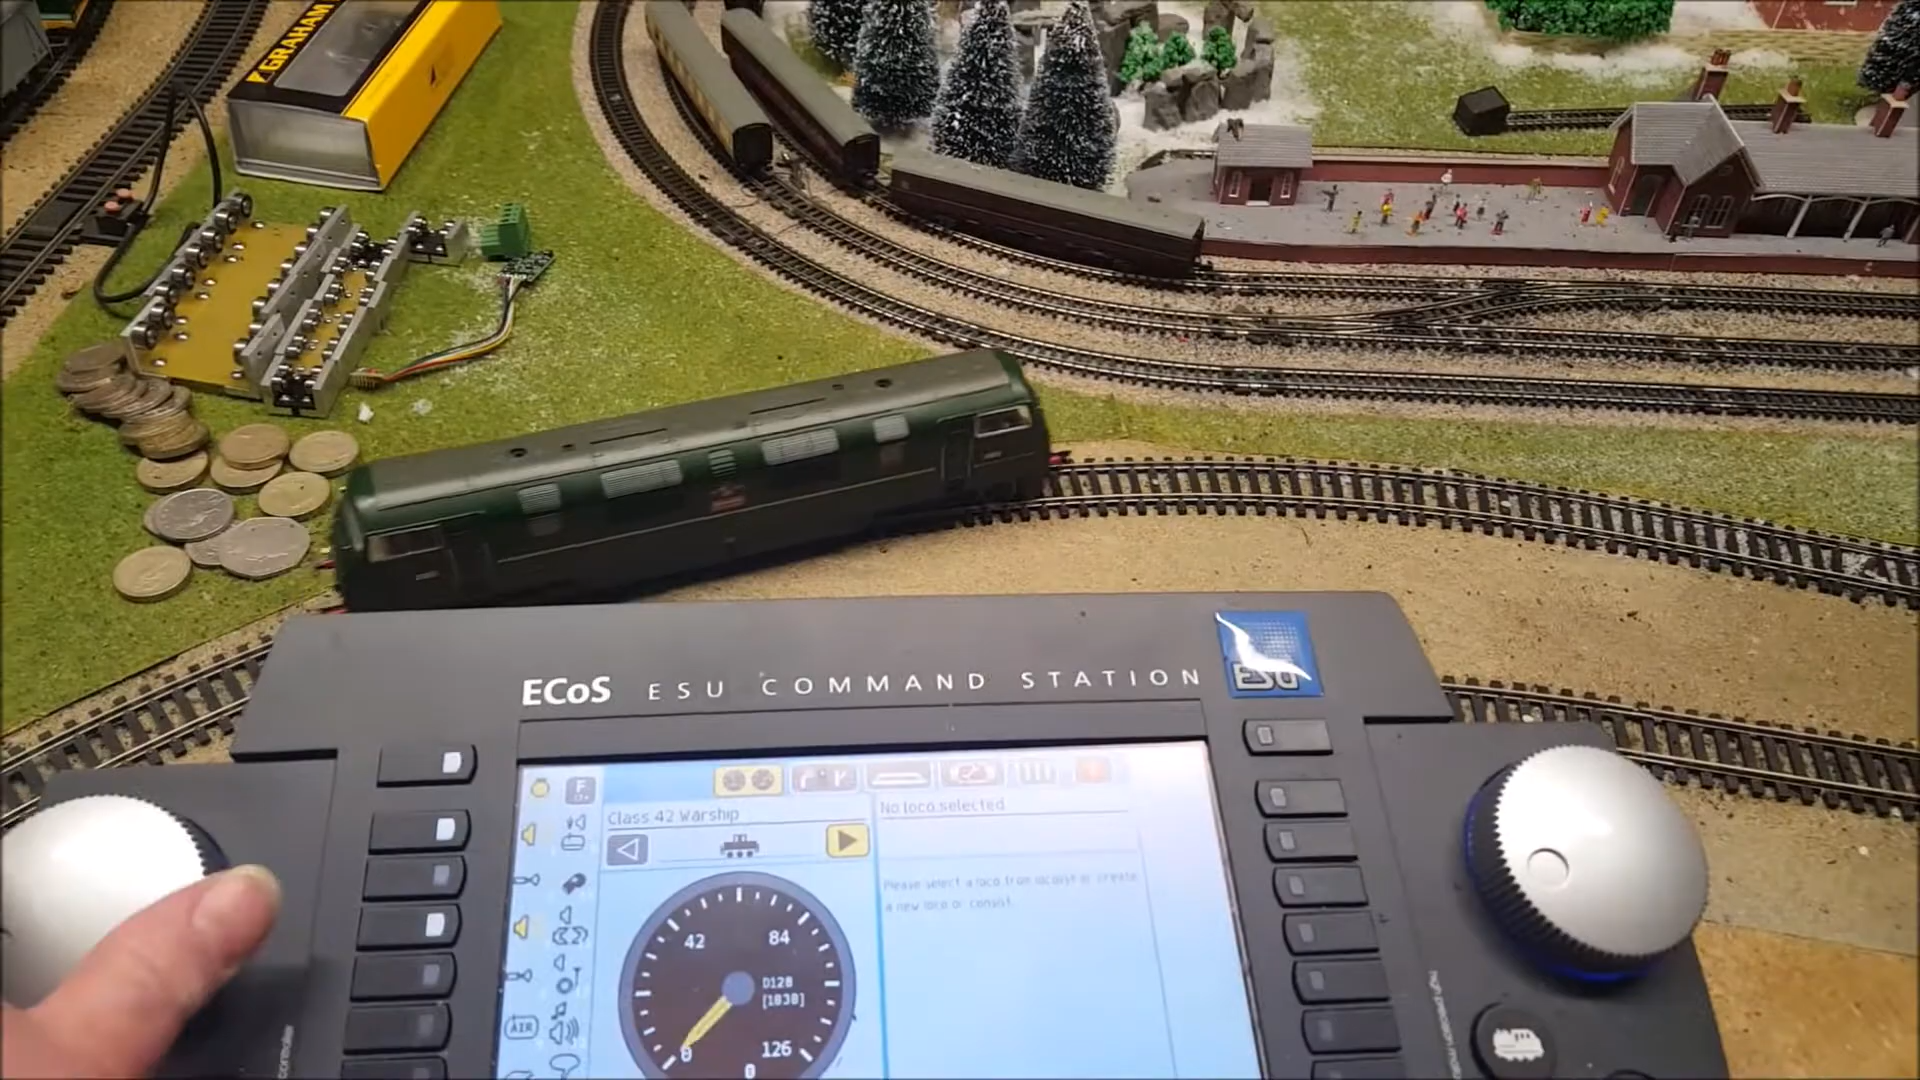 GRAHAM
ECoS ESU COMMAND STATION
ESU
F
Class 42 Warship
No loco selected
Please select a loco from locolist or create
a new loco or consist.
42
84
D128
[1838]
0
126
0
AIR